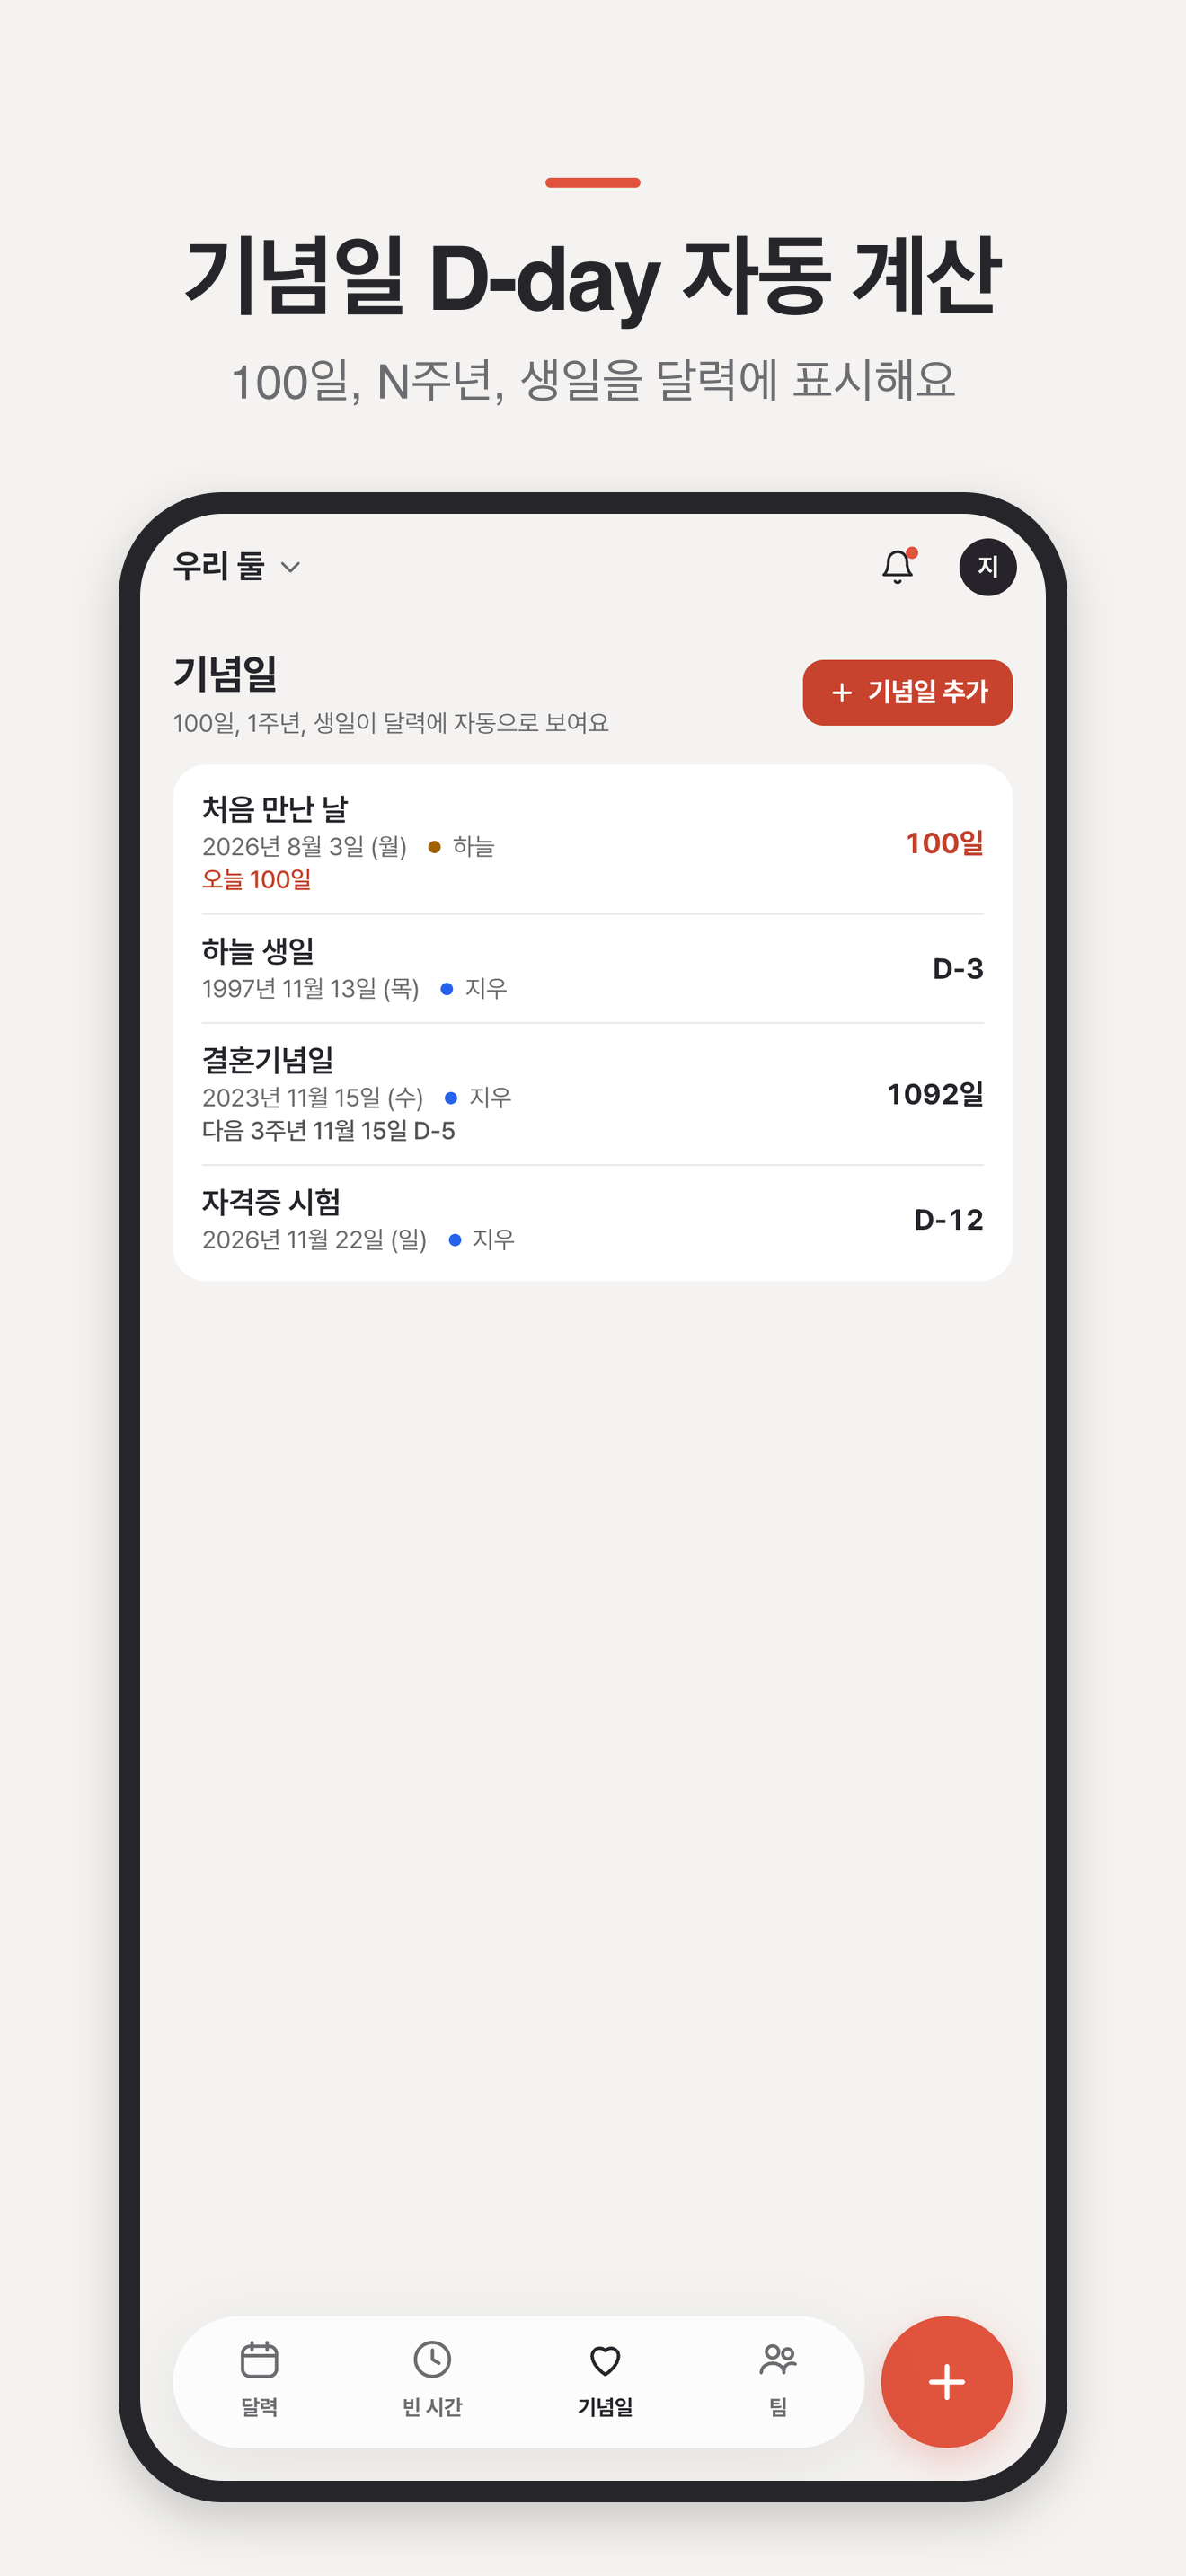 기념일 D-day 자동 계산
100일, N주년, 생일을 달력에 표시해요
우리 둘
지
기념일
100일, 1주년, 생일이 달력에 자동으로 보여요
+ 기념일 추가
처음 만난 날
2026년 8월 3일 (월) 하늘
오늘 100일
100일
하늘 생일
1997년 11월 13일 (목) 지우
D-3
결혼기념일
2023년 11월 15일 (수) 지우
다음 3주년 11월 15일 D-5
1092일
자격증 시험
2026년 11월 22일 (일) 지우
D-12
달력
빈 시간
기념일
팀